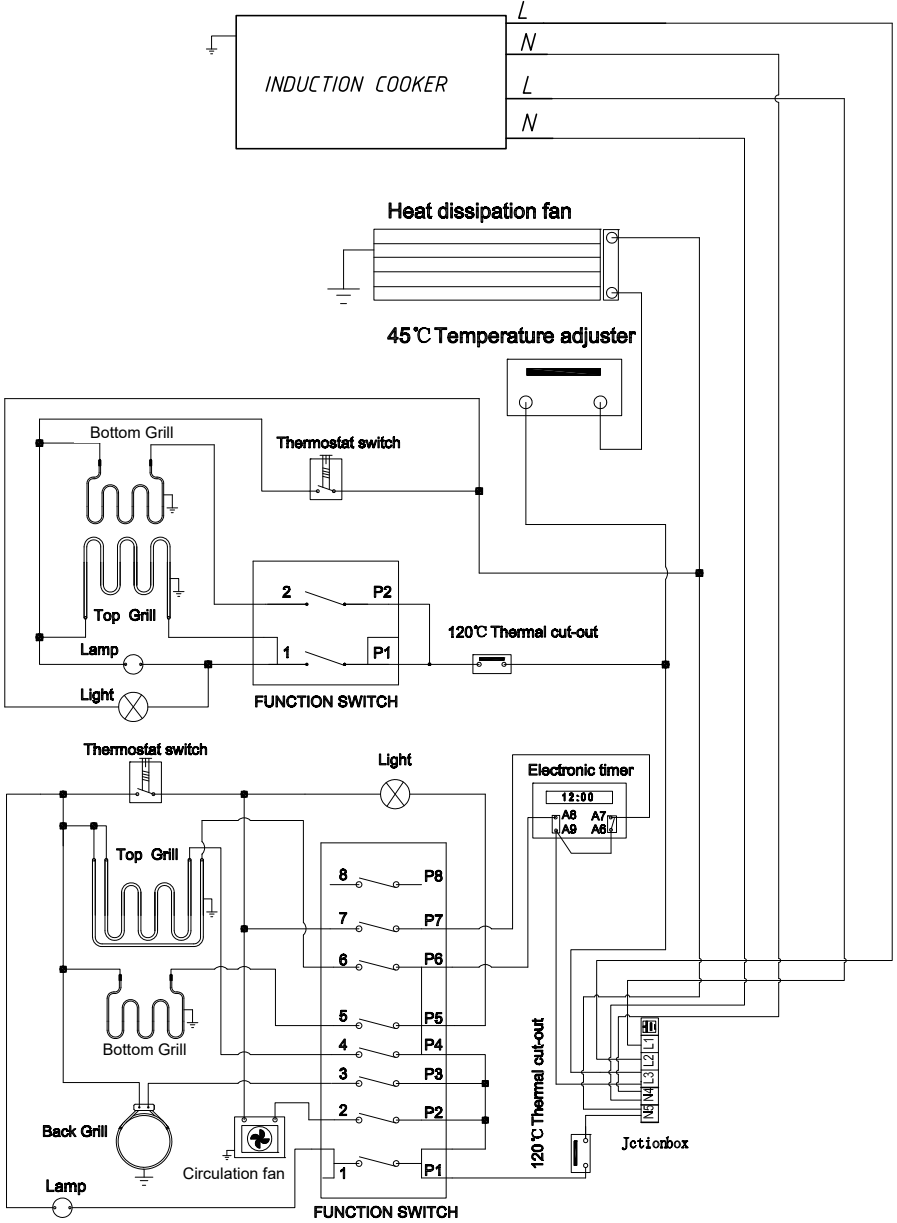 L
N
INDUCTION COOKER
L
N
Heat dissipation fan
45℃ Temperature adjuster
Bottom Grill
Thermostat switch
2
P2
Top Grill
120℃ Thermal cut-out
Lamp
1
P1
Light
FUNCTION SWITCH
Thermostat switch
Light
Electronic timer
12:00
A8 A7
A9 A6
Top Grill
8
P8
7
P7
6
P6
5
P5
Bottom Grill
4
P4
3
P3
2
P2
1
P1
Back Grill
Circulation fan
Lamp
FUNCTION SWITCH
120℃ Thermal cut-out
L1
L2
L3
N4
N5
Jctionbox